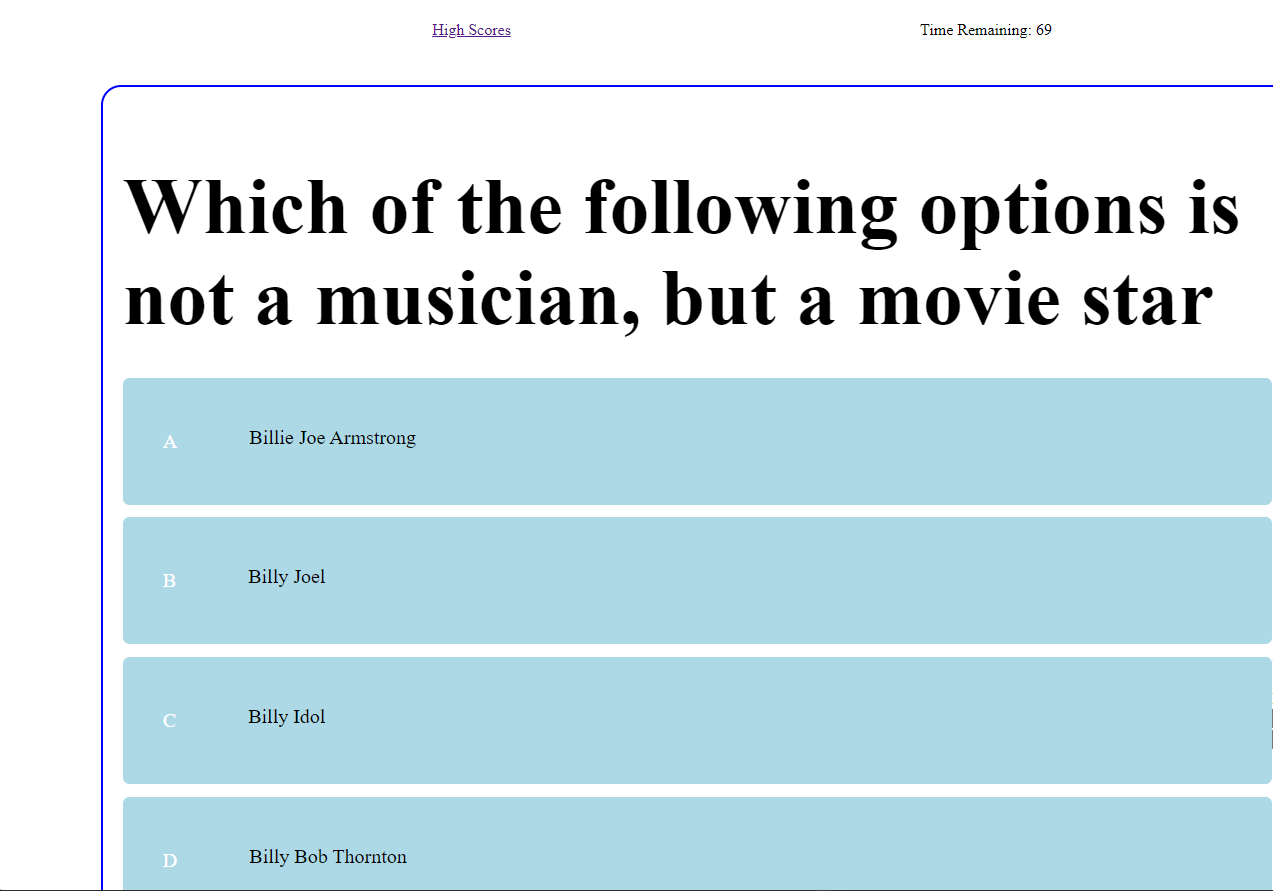 High Scores
Time Remaining: 69
Which of the following options is
not a musician, but a movie star
A Billie Joe Armstrong
B Billy Joel
C Billy Idol
D Billy Bob Thornton